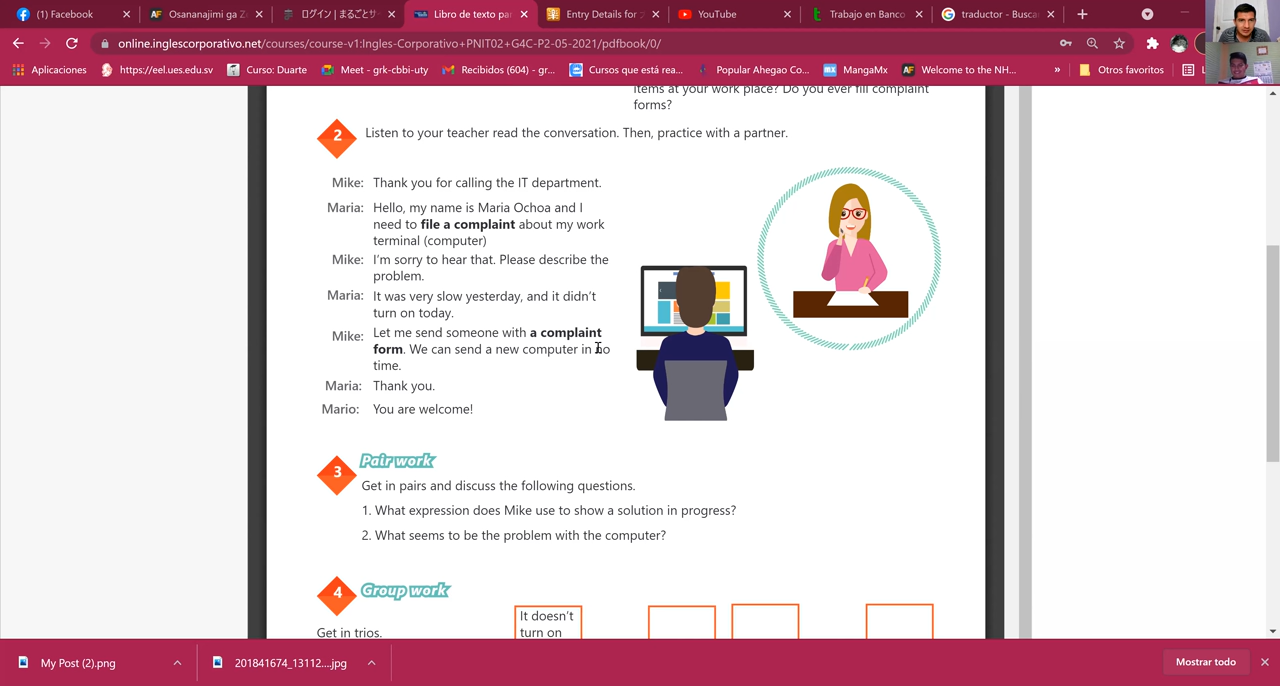 (1) Facebook
Osananajimi ga Z
ログイン | まるごとサ
Libro de texto par
Entry Details for
YouTube
Trabajo en Banco
traductor - Busca
online.inglescorporativo.net/courses/course-v1:Ingles-Corporativo+PNIT02+G4C-P2-05-2021/pdfbook/0/
Aplicaciones
https://eel.ues.edu.sv
Curso: Duarte
Meet - grk-cbbi-uty
Recibidos (604) - gr...
Cursos que está rea...
Popular Ahegao Co...
MangaMx
Welcome to the NH...
»
Otros favoritos
items at your work place? Do you ever fill complaint
forms?
2
Listen to your teacher read the conversation. Then, practice with a partner.
Mike: Thank you for calling the IT department.
Maria: Hello, my name is Maria Ochoa and I
need to file a complaint about my work
terminal (computer)
Mike: I'm sorry to hear that. Please describe the
problem.
Maria: It was very slow yesterday, and it didn't
turn on today.
Mike: Let me send someone with a complaint
form. We can send a new computer in no
time.
Maria: Thank you.
Mario: You are welcome!
3
Pair work
Get in pairs and discuss the following questions.
1. What expression does Mike use to show a solution in progress?
2. What seems to be the problem with the computer?
4
Group work
It doesn't
turn on
Get in trios.
My Post (2).png
201841674_13112....jpg
Mostrar todo